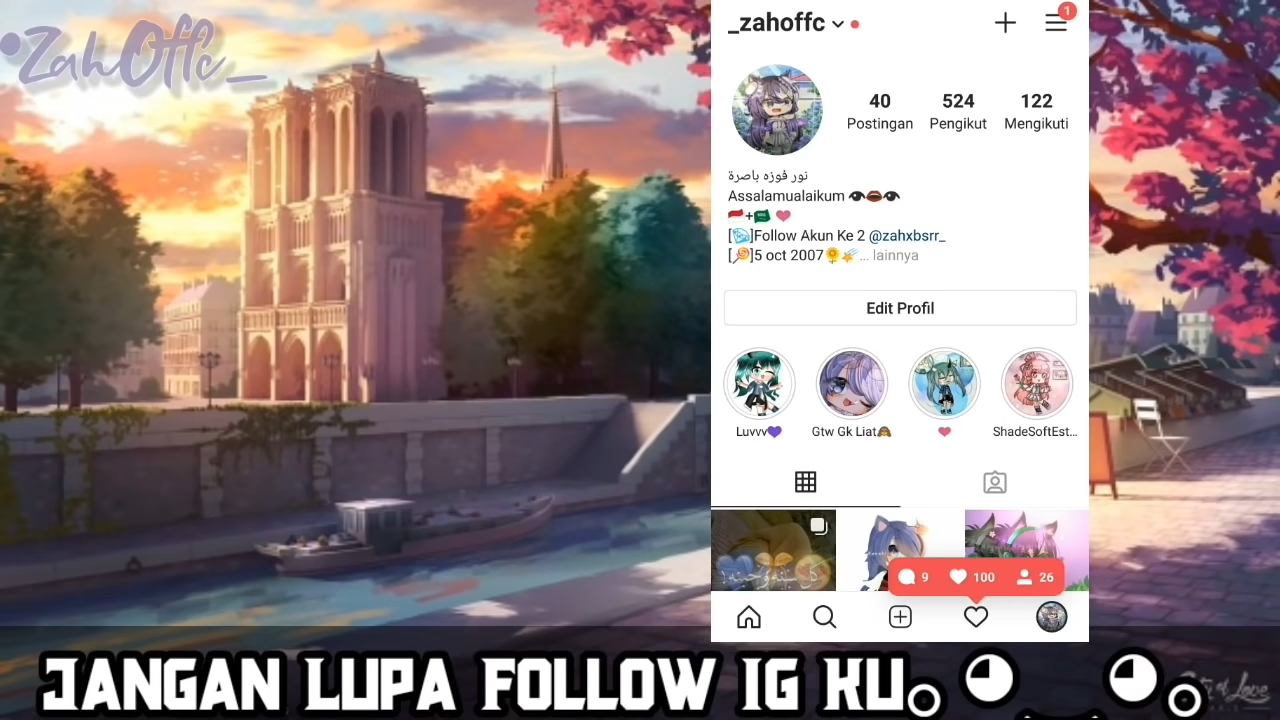 •ZahOffc_
_zahoffc
1
40 524 122
Postingan Pengikut Mengikuti
نور فوزه باصرة
Assalamualaikum 👁️👄👁️
🇮🇩+🇸🇦 ❤️
[🍬]Follow Akun Ke 2 @zahxbsrr_
[🍭]5 oct 2007🌻🌠... lainnya
Edit Profil
Luvvv💜 Gtw Gk Liat🙈 ❤️ ShadeSoftEst...
9 100 26
JANGAN LUPA FOLLOW IG KU